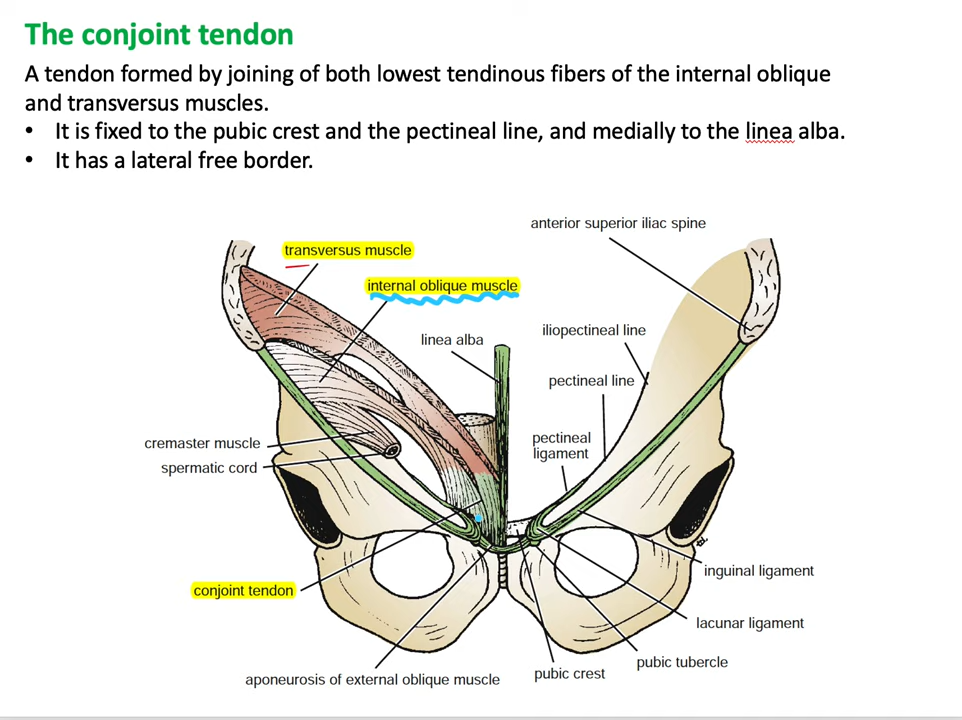 The conjoint tendon
A tendon formed by joining of both lowest tendinous fibers of the internal oblique
and transversus muscles.
• It is fixed to the pubic crest and the pectineal line, and medially to the linea alba.
• It has a lateral free border.
anterior superior iliac spine
transversus muscle
internal oblique muscle
iliopectineal line
linea alba
pectineal line
pectineal
ligament
cremaster muscle
spermatic cord
inguinal ligament
conjoint tendon
lacunar ligament
pubic tubercle
pubic crest
aponeurosis of external oblique muscle